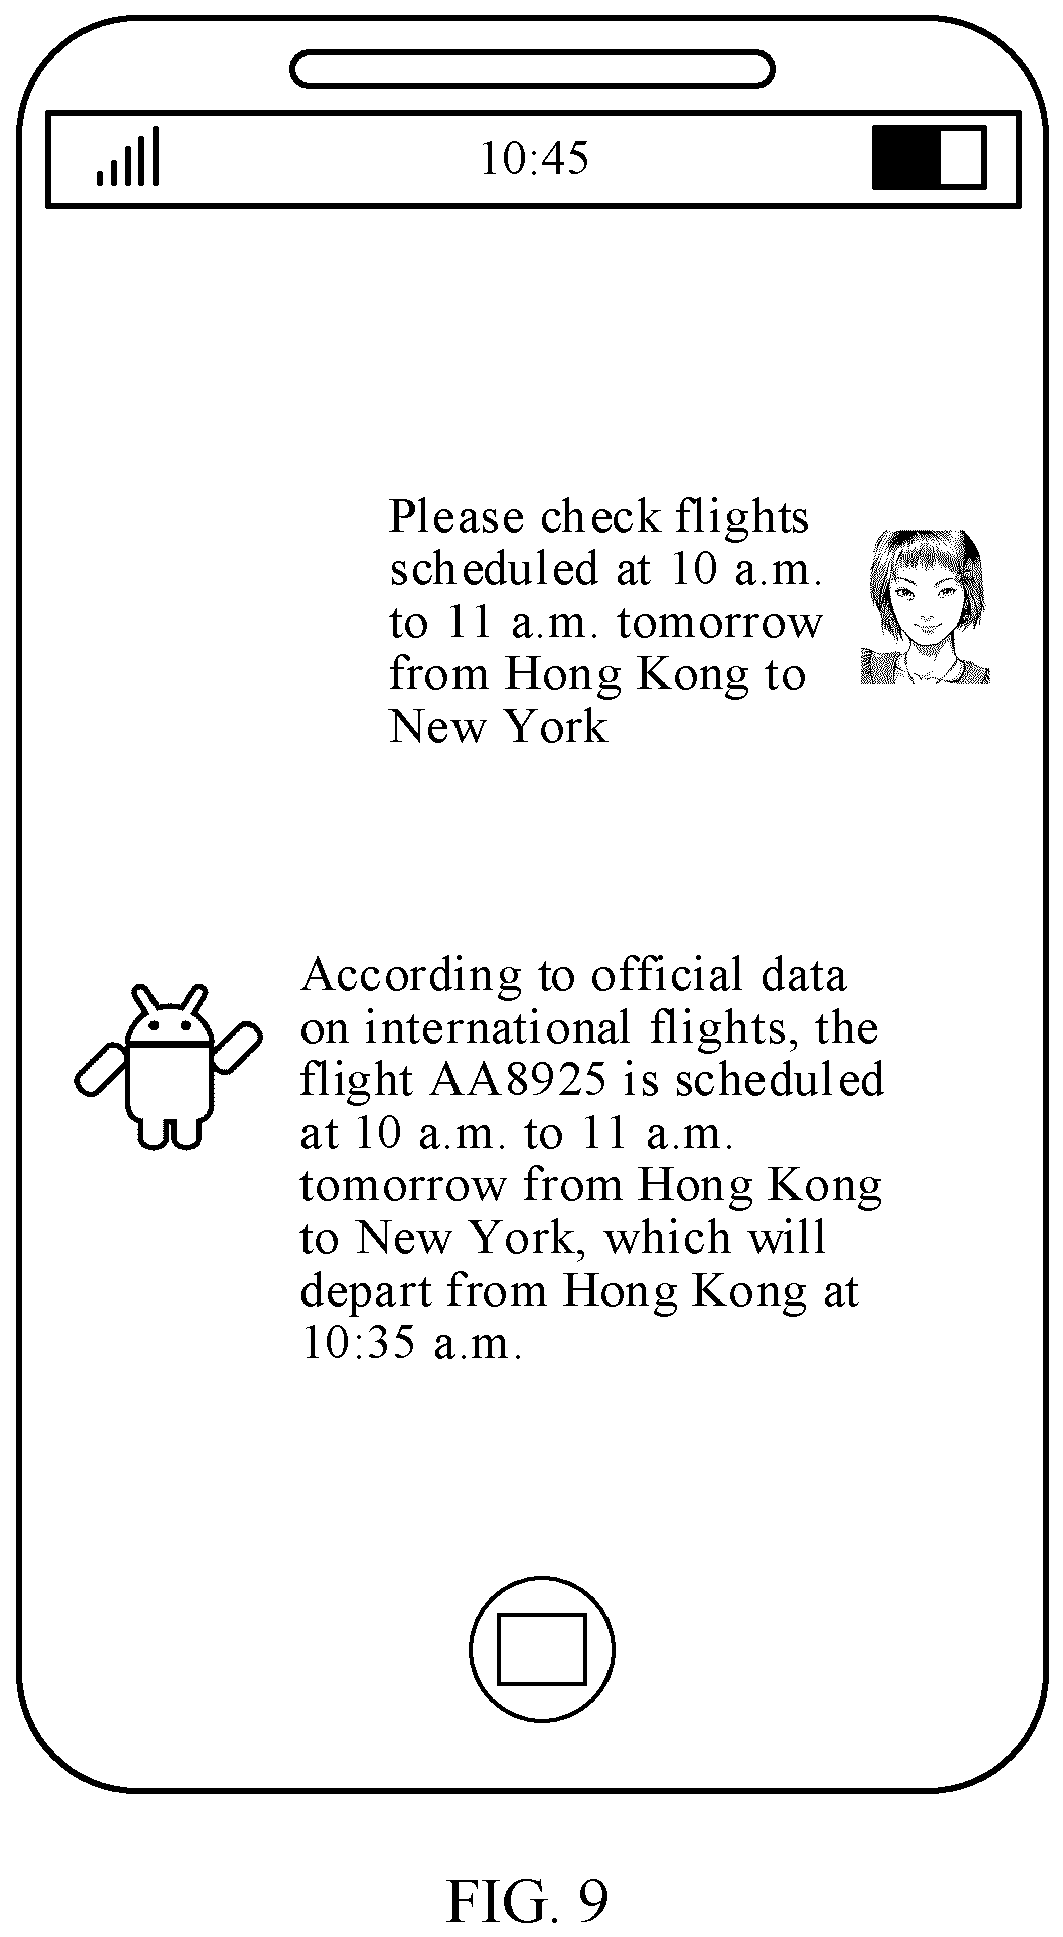 10:45
Please check flights
scheduled at 10 a.m.
to 11 a.m. tomorrow
from Hong Kong to
New York
According to official data
on international flights, the
flight AA8925 is scheduled
at 10 a.m. to 11 a.m.
tomorrow from Hong Kong
to New York, which will
depart from Hong Kong at
10:35 a.m.
FIG. 9